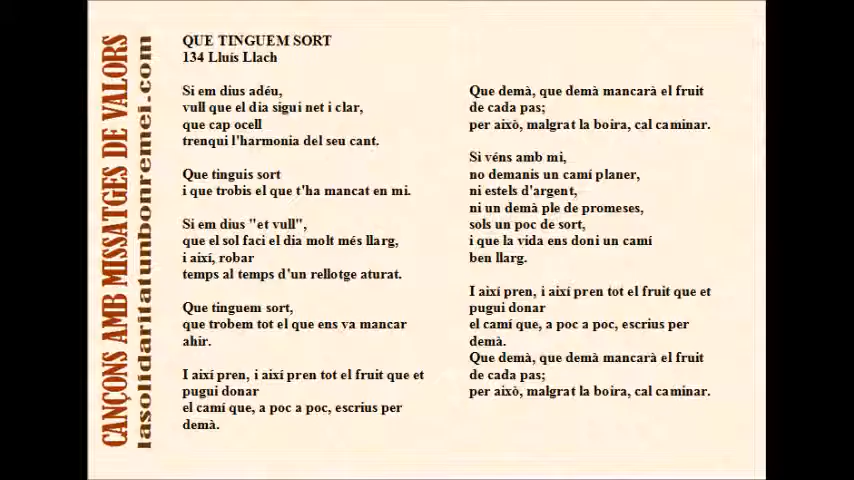 CANÇONS AMB MISSATGES DE VALORS
lasolidaritatunbonremei.com
QUE TINGUEM SORT
134 Lluís Llach
Si em dius adéu,
vull que el dia sigui net i clar,
que cap ocell
trenqui l'harmonia del seu cant.
Que tinguis sort
i que trobis el que t'ha mancat en mi.
Si em dius "et vull",
que el sol faci el dia molt més llarg,
i així, robar
temps al temps d'un rellotge aturat.
Que tinguem sort,
que trobem tot el que ens va mancar
ahir.
I així pren, i així pren tot el fruit que et
pugui donar
el camí que, a poc a poc, escrius per
demà.
Que demà, que demà mancarà el fruit
de cada pas;
per això, malgrat la boira, cal caminar.
Si véns amb mi,
no demanis un camí planer,
ni estels d'argent,
ni un demà ple de promeses,
sols un poc de sort,
i que la vida ens doni un camí
ben llarg.
I així pren, i així pren tot el fruit que et
pugui donar
el camí que, a poc a poc, escrius per
demà.
Que demà, que demà mancarà el fruit
de cada pas;
per això, malgrat la boira, cal caminar.